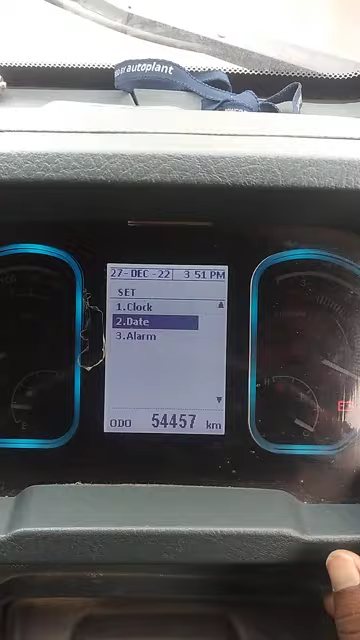 autoplant
27-DEC-22 3 51 PM
SET
1.Clock
2.Date
3.Alarm
ODO 54457 km
E